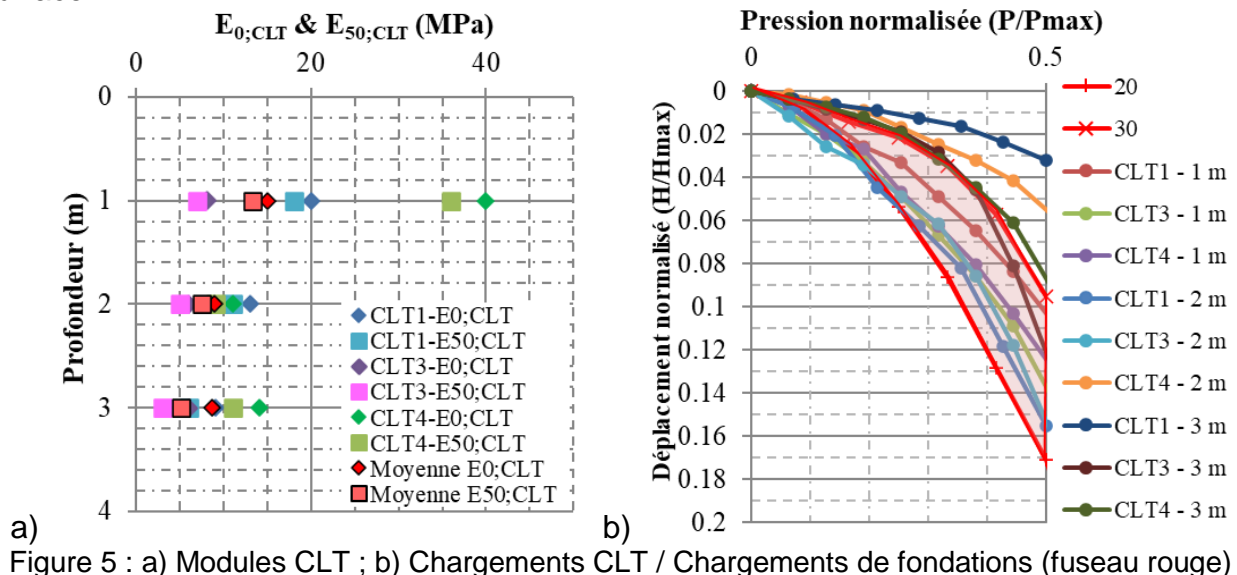 E0;CLT & E50;CLT (MPa)
0 20 40
0
1
2
3
4
Profondeur (m)
CLT1-E0;CLT
CLT1-E50;CLT
CLT3-E0;CLT
CLT3-E50;CLT
CLT4-E0;CLT
CLT4-E50;CLT
Moyenne E0;CLT
Moyenne E50;CLT
a)
Pression normalisée (P/Pmax)
0 0.5
0
0.02
0.04
0.06
0.08
0.1
0.12
0.14
0.16
0.18
0.2
Déplacement normalisé (H/Hmax)
20
30
CLT1 - 1 m
CLT3 - 1 m
CLT4 - 1 m
CLT1 - 2 m
CLT3 - 2 m
CLT4 - 2 m
CLT1 - 3 m
CLT3 - 3 m
CLT4 - 3 m
b)
Figure 5 : a) Modules CLT ; b) Chargements CLT / Chargements de fondations (fuseau rouge)